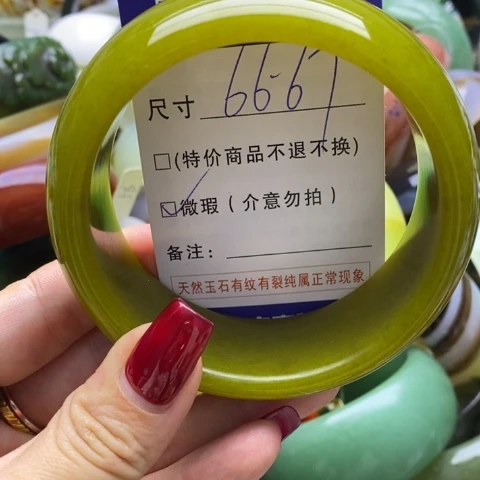 尺寸 66-67
□(特价商品不退不换)
☑微瑕(介意勿拍)
备注：
天然玉石有纹有裂纯属正常现象